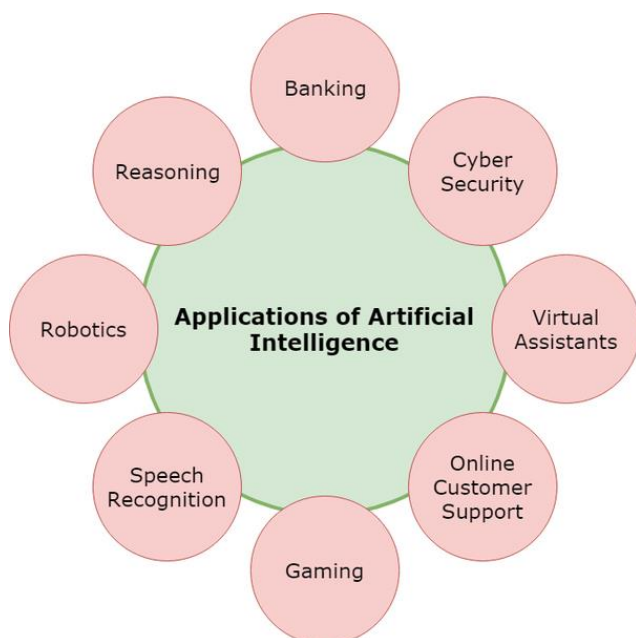 Banking
Cyber
Security
Reasoning
Applications of Artificial
Intelligence
Robotics
Virtual
Assistants
Speech
Recognition
Online
Customer
Support
Gaming